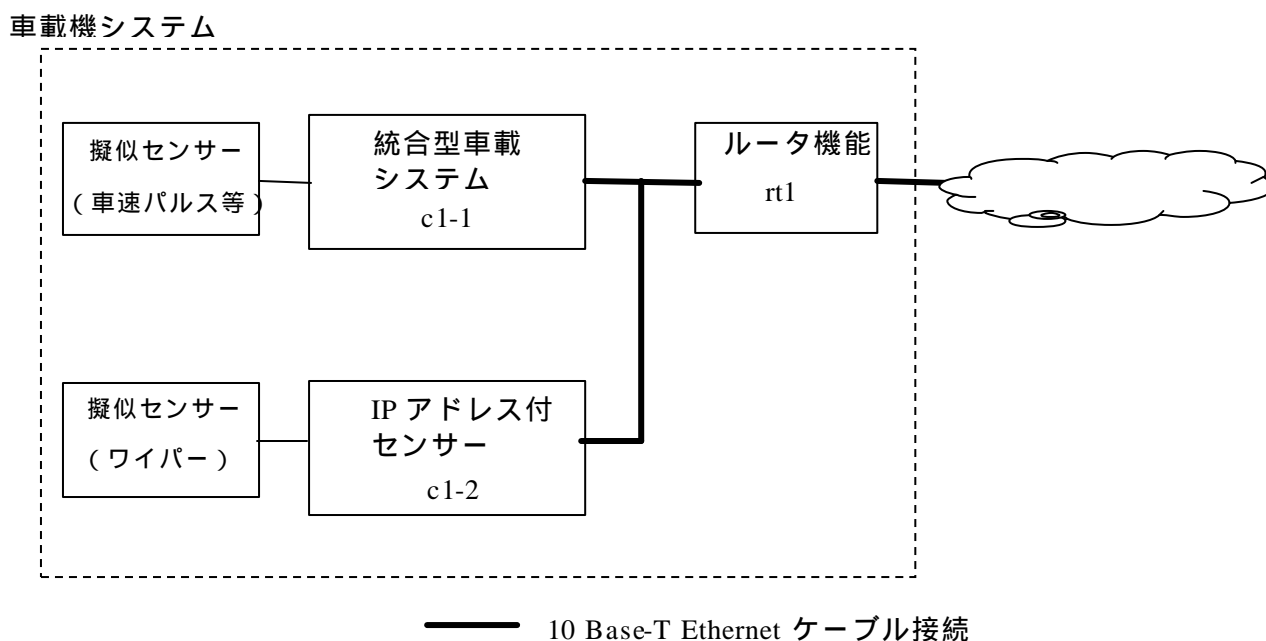 車載機システム
擬似センサー
（車速パルス等）
統合型車載
システム
c1-1
ルータ機能
rt1
擬似センサー
（ワイパー）
IP アドレス付
センサー
c1-2
10 Base-T Ethernet ケーブル接続